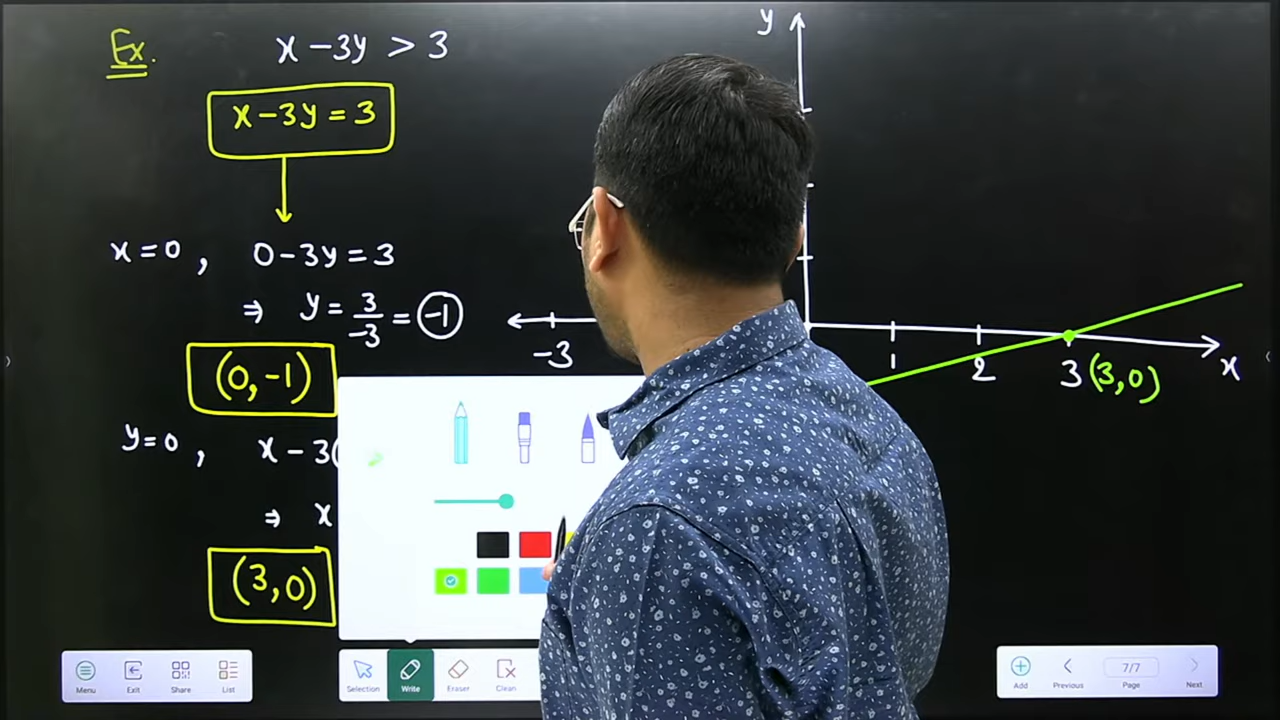 Ex. x - 3y > 3
x - 3y = 3
x = 0 , 0 - 3y = 3
⇒ y = 3/-3 = -1
(0, -1)
y = 0 , x - 3(
⇒ x
(3, 0)
y
-3 1 2 3 (3, 0) x
Menu Exit Share List
Selection Write Eraser Clean
Add Previous 7/7 Page Next